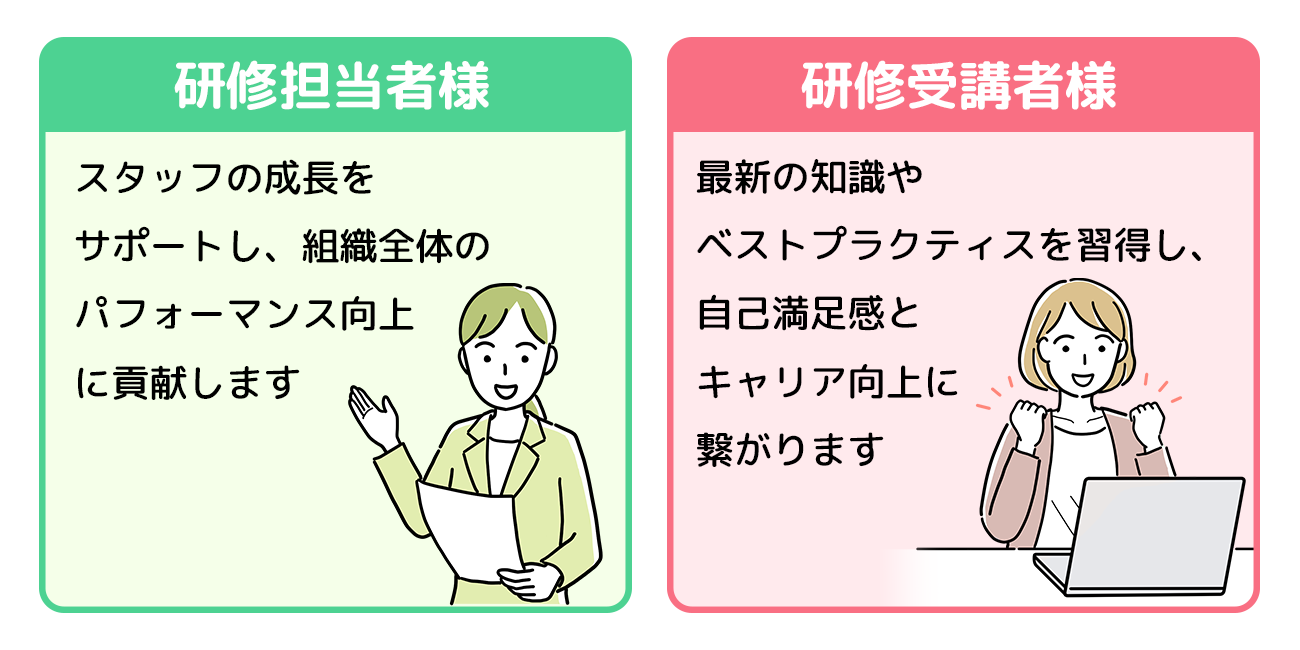 研修担当者様
スタッフの成長を
サポートし、組織全体の
パフォーマンス向上
に貢献します
研修受講者様
最新の知識や
ベストプラクティスを習得し、
自己満足感と
キャリア向上に
繋がります